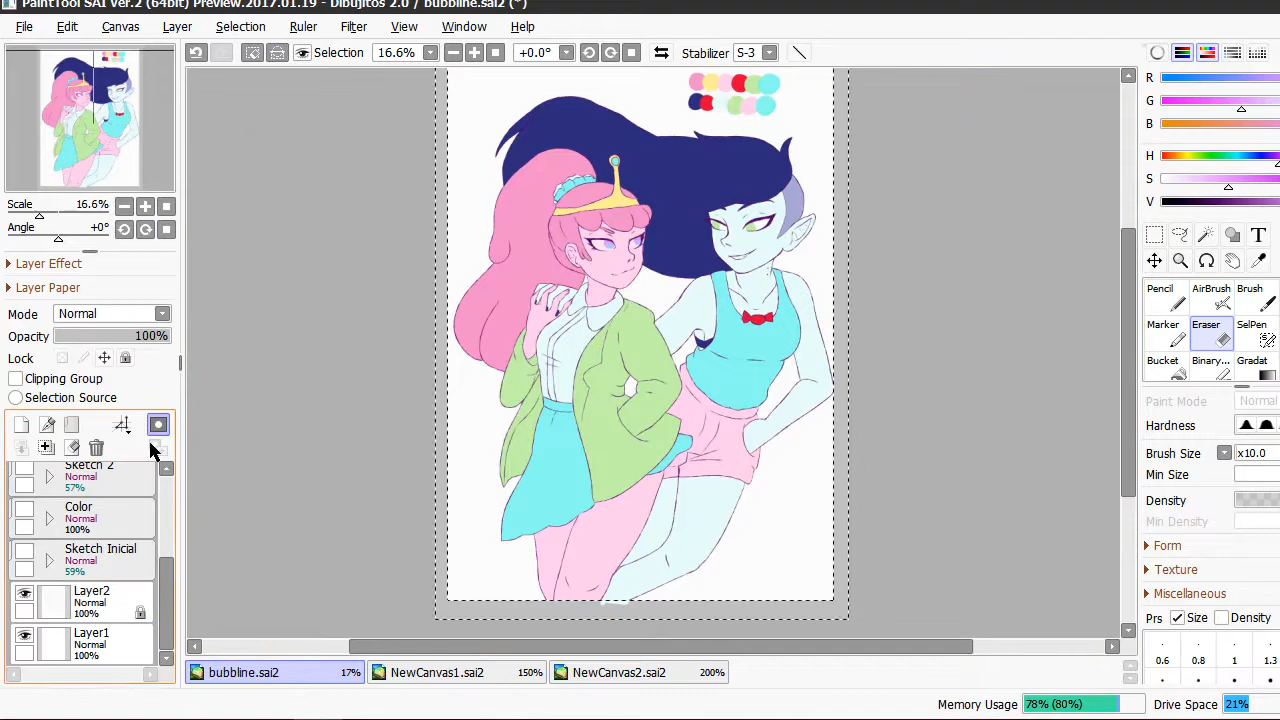 PaintTool SAI Ver.2 (64bit) Preview.2017.01.19 - Dibujitos 2.0 / bubbline.sai2 (*)
File Edit Canvas Layer Selection Ruler Filter View Window Help
Selection 16.6% +0.0° Stabilizer S-3
R
G
B
H
S
V
Scale 16.6%
Angle +0°
Layer Effect
Layer Paper
Mode Normal
Opacity 100%
Lock
Clipping Group
Selection Source
Sketch 2
Normal
57%
Color
Normal
100%
Sketch Inicial
Normal
59%
Layer2
Normal
100%
Layer1
Normal
100%
T
Pencil AirBrush Brush
Marker Eraser SelPen
Bucket Binary... Gradat
Paint Mode Normal
Hardness
Brush Size x10.0
Min Size
Density
Min Density
Form
Texture
Miscellaneous
Prs Size Density
0.6 0.8 1 1.3
bubbline.sai2 17% NewCanvas1.sai2 150% NewCanvas2.sai2 200%
Memory Usage 78% (80%) Drive Space 21%